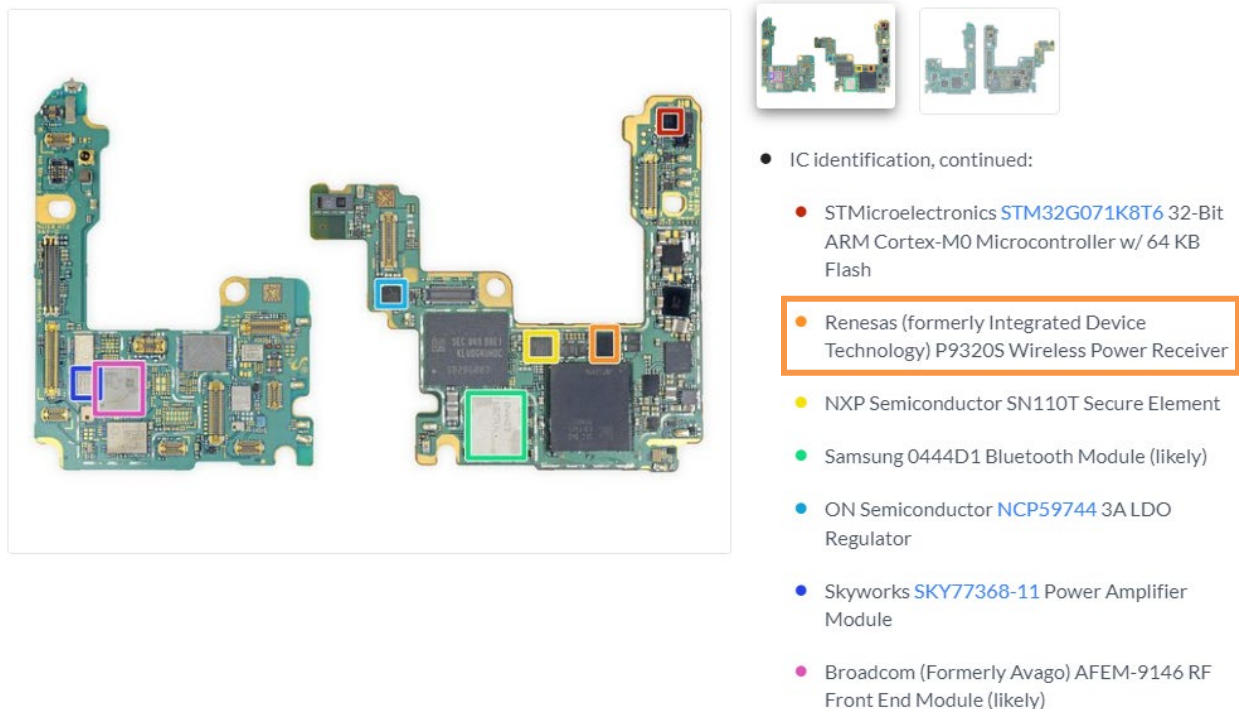 IC identification, continued:
STMicroelectronics STM32G071K8T6 32-Bit
ARM Cortex-M0 Microcontroller w/ 64 KB
Flash
Renesas (formerly Integrated Device
Technology) P9320S Wireless Power Receiver
NXP Semiconductor SN110T Secure Element
Samsung 0444D1 Bluetooth Module (likely)
ON Semiconductor NCP59744 3A LDO
Regulator
Skyworks SKY77368-11 Power Amplifier
Module
Broadcom (Formerly Avago) AFEM-9146 RF
Front End Module (likely)